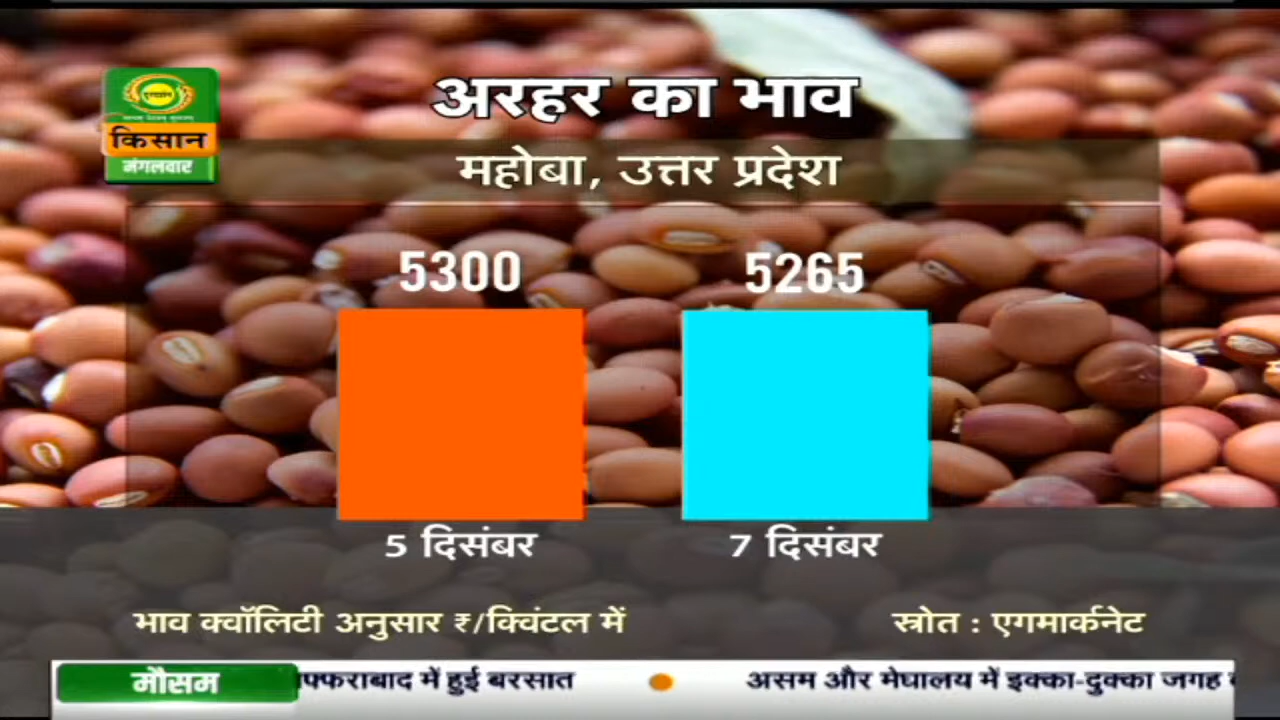 अरहर का भाव
किसान
मंगलवार
महोबा, उत्तर प्रदेश
5300
5265
5 दिसंबर
7 दिसंबर
भाव क्वॉलिटी अनुसार ₹/क्विंटल में
स्रोत : एगमार्कनेट
मौसम
में हुई बरसात
असम और मेघालय में इक्का-दुक्का जगह